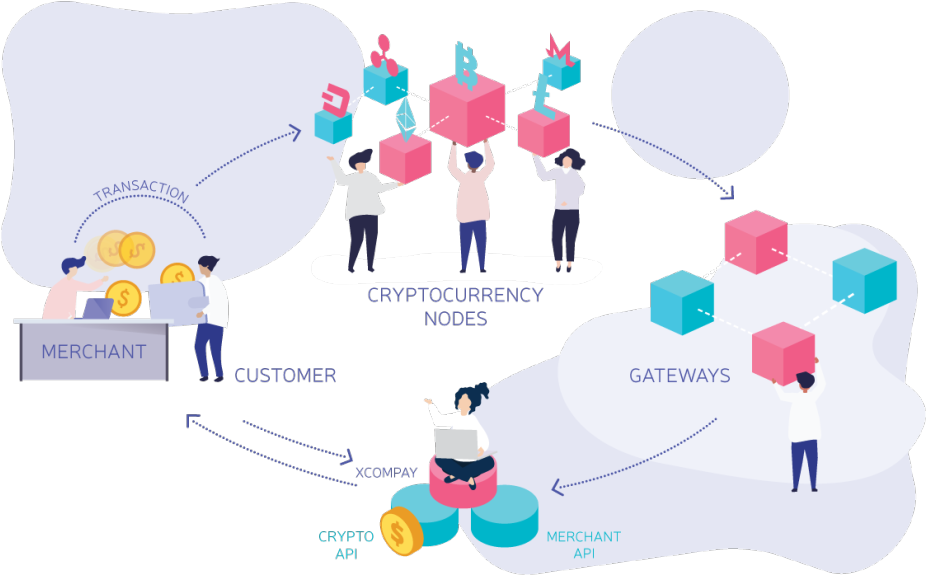 TRANSACTION
CRYPTOCURRENCY
NODES
MERCHANT
CUSTOMER
GATEWAYS
XCOMPAY
CRYPTO
API
MERCHANT
API